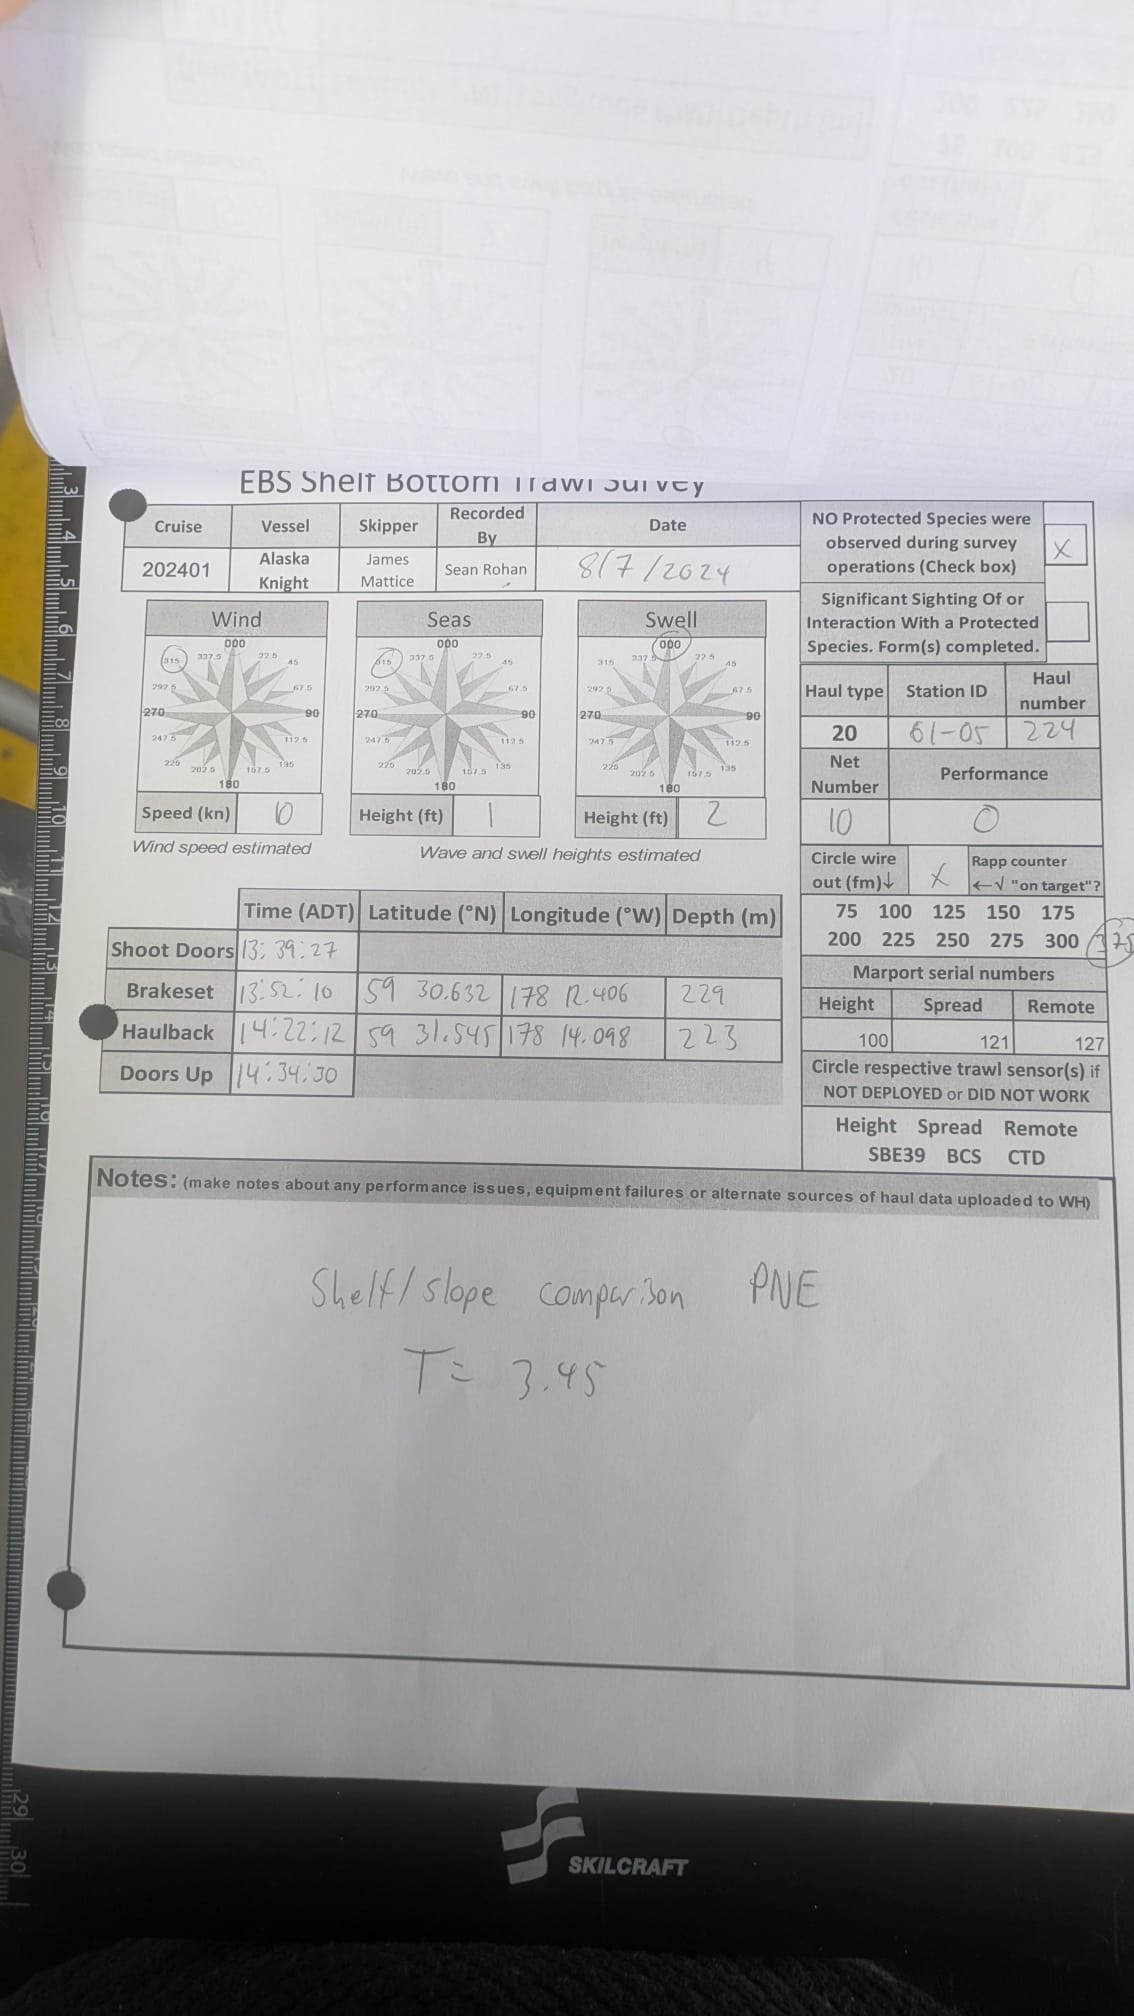 EBS Shelf Bottom Trawl Survey
Cruise Vessel Skipper Recorded By Date
202401 Alaska Knight James Mattice Sean Rohan 8/7/2024
NO Protected Species were observed during survey operations (Check box) X
Significant Sighting Of or Interaction With a Protected Species. Form(s) completed.
Wind
000 22.5 45 67.5 90 112.5 135 157.5 180 202.5 225 247.5 270 292.5 315 337.5
Speed (kn) 10
Wind speed estimated
Seas
000 22.5 45 67.5 90 112.5 135 157.5 180 202.5 225 247.5 270 292.5 315 337.5
Height (ft) 1
Swell
000 22.5 45 67.5 90 112.5 135 157.5 180 202.5 225 247.5 270 292.5 315 337.5
Height (ft) 2
Wave and swell heights estimated
Haul type Station ID Haul number
20 61-05 224
Net Number Performance
10 0
Circle wire out (fm)↓ X Rapp counter ←√ "on target"?
75 100 125 150 175
200 225 250 275 300
Marport serial numbers
Height Spread Remote
100 121 127
Circle respective trawl sensor(s) if NOT DEPLOYED or DID NOT WORK
Height Spread Remote
SBE39 BCS CTD
Time (ADT) Latitude (°N) Longitude (°W) Depth (m)
Shoot Doors 13:39:27
Brakeset 13:52:10 59 30.632 178 12.406 229
Haulback 14:22:12 59 31.545 178 14.098 223
Doors Up 14:34:30
Notes: (make notes about any performance issues, equipment failures or alternate sources of haul data uploaded to WH)
Shelf/slope comparison PNE
T= 3.45
SKILCRAFT